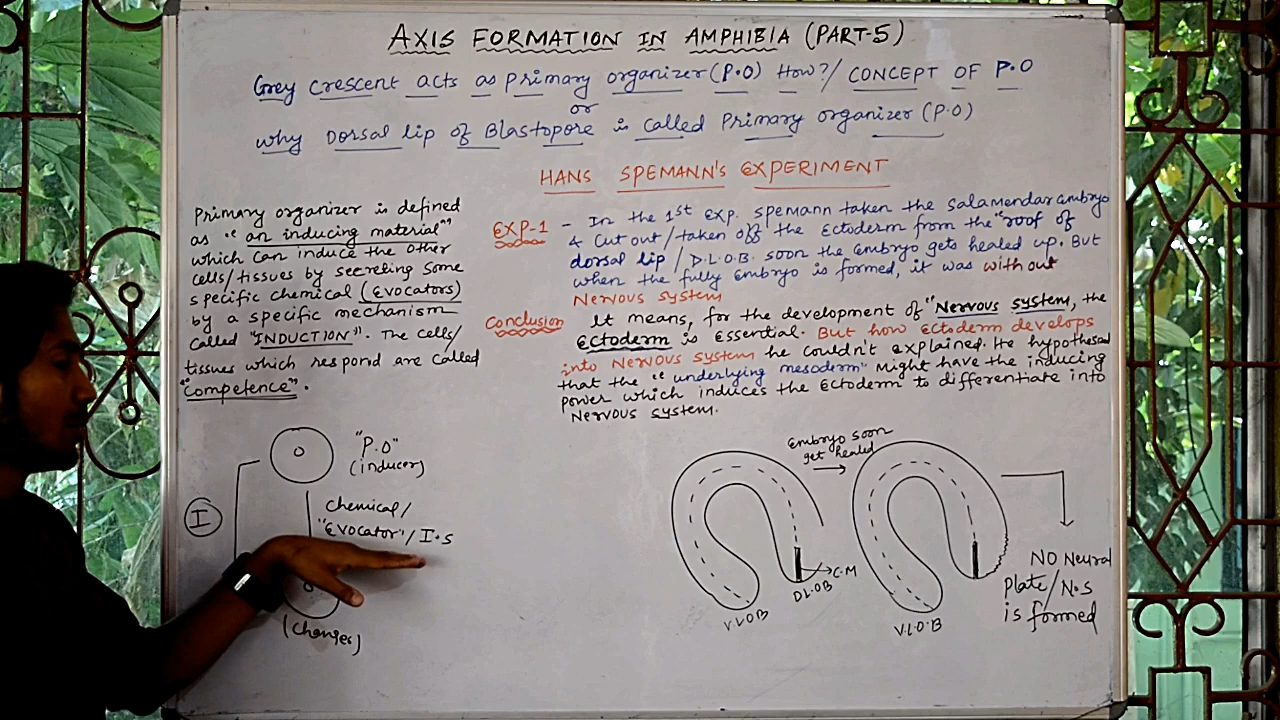 AXIS FORMATION IN AMPHIBIA (PART-5)
Grey crescent acts as primary organizer (P.O) How?/ CONCEPT OF P.O
or
why Dorsal lip of Blastopore is called Primary organizer (P.O)
HANS SPEMANN'S EXPERIMENT
Primary organizer is defined
as "an inducing material"
which can induce the other
cells/tissues by secreting some
specific chemical (Evocators)
by a specific mechanism
called "INDUCTION". The cells/
tissues which respond are called
"competence".
EXP-1 - In the 1st exp. spemann taken the salamendar embryo
& cut out/taken off the Ectoderm from the "roof of
dorsal lip / D.L.O.B. soon the Embryo gets healed up. But
when the fully Embryo is formed, it was without
Nervous system
Conclusion It means, for the development of "Nervous system, the
Ectoderm is essential. But how Ectoderm develops
into Nervous system he couldn't explained. He hypothesed
that the "underlying mesoderm" Might have the inducing
power which induces the Ectoderm to differentiate into
Nervous system.
"P.O"
(inducer)
I
Chemical/
"Evocator"/I.S
(changes)
Embryo soon
get healed
C.M
D.L.O.B
V.L.O.B
V.L.O.B
NO Neural
Plate/N.S
is formed